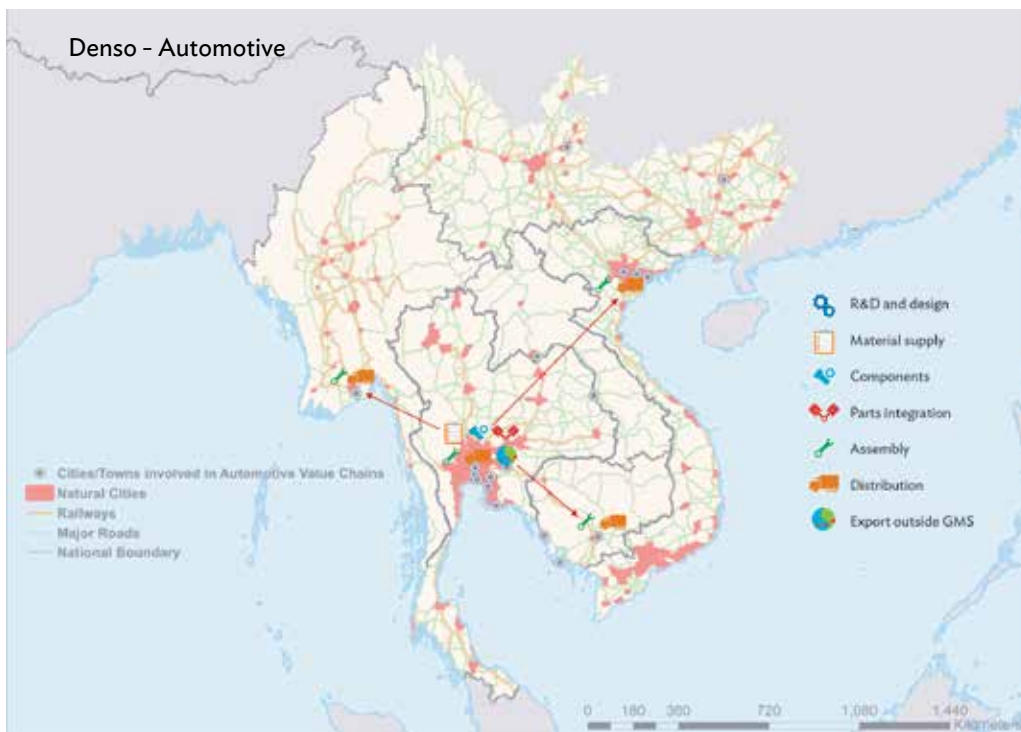 Denso - Automotive
R&D and design
Material supply
Components
Parts integration
Assembly
Distribution
Export outside GMS
Cities/Towns involved in Automotive Value Chains
Natural Cities
Railways
Major Roads
National Boundary
0 180 360 720 1,080 1,440
Kilometers